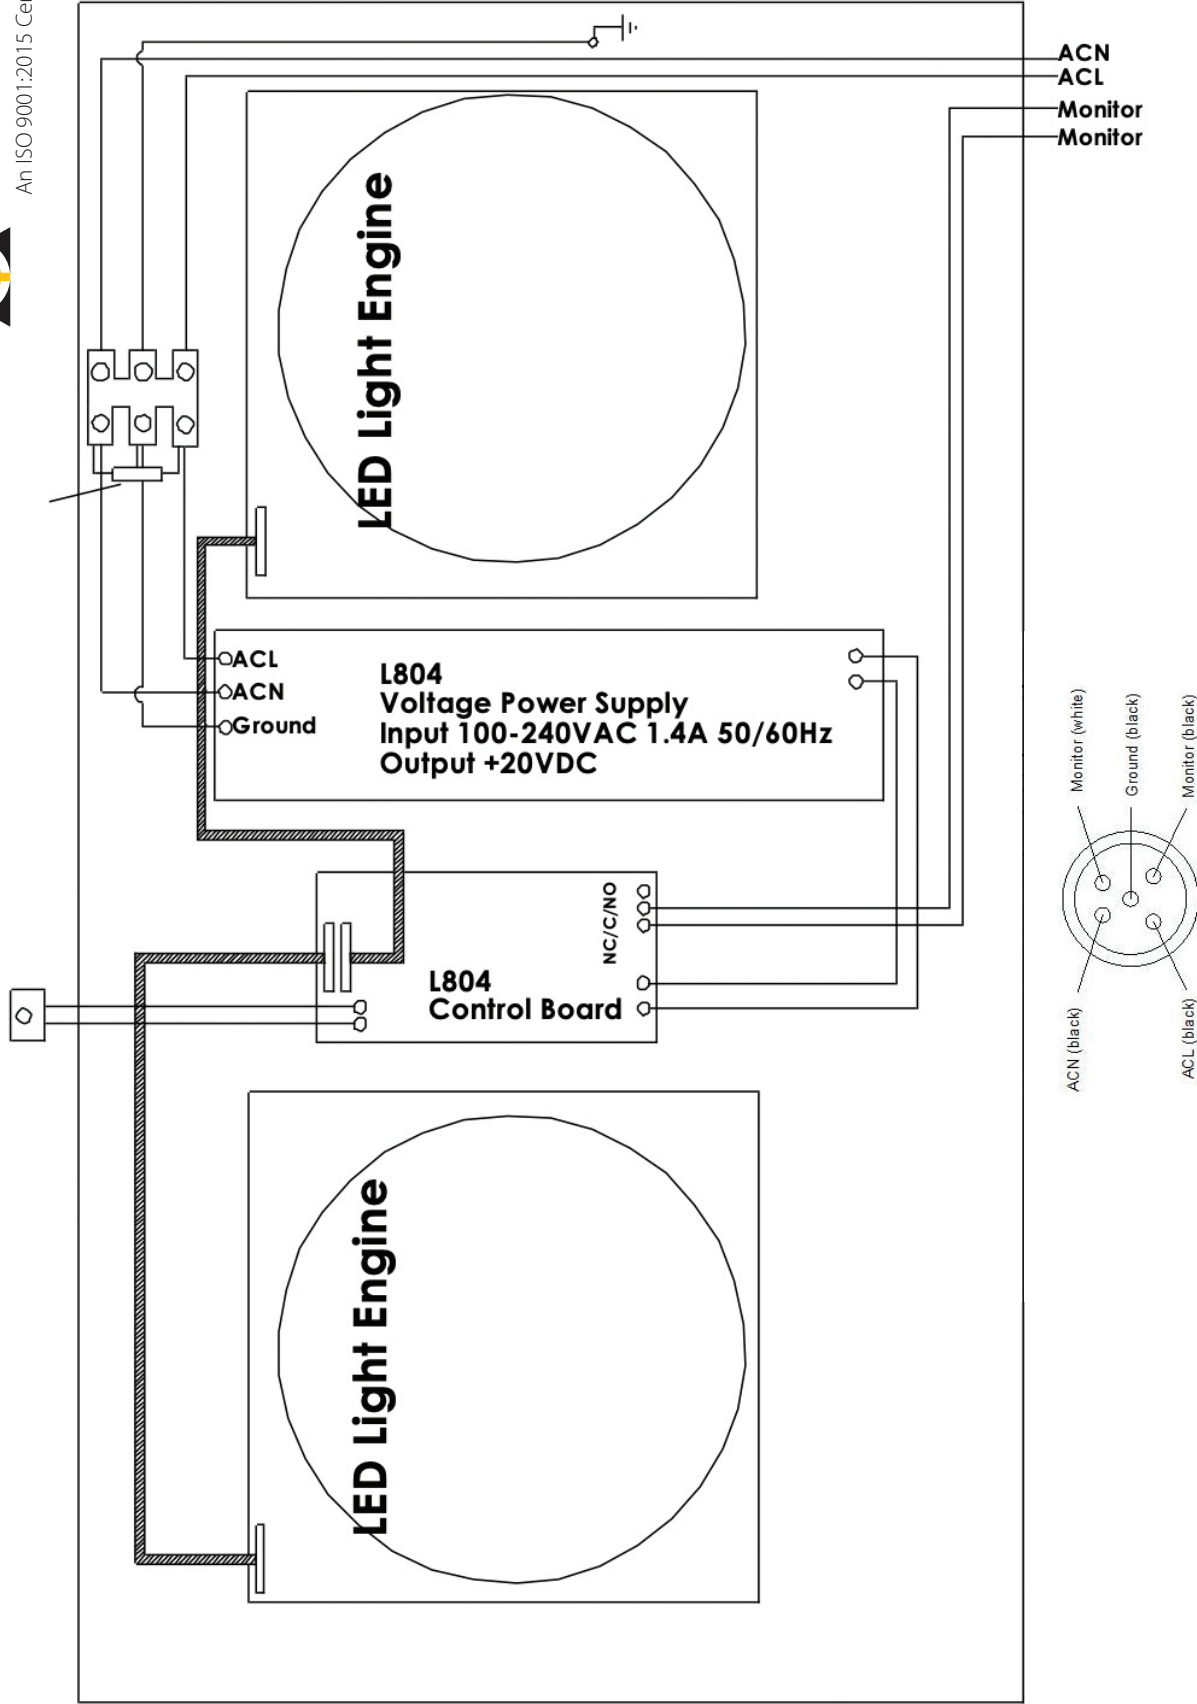 An ISO 9001:2015
ACN
ACL
Monitor
Monitor
LED Light Engine
ACL
ACN
Ground
L804
Voltage Power Supply
Input 100-240VAC 1.4A 50/60Hz
Output +20VDC
Monitor (white)
Ground (black)
Monitor (black)
NC/C/NO
L804
Control Board
ACN (black)
ACL (black)
LED Light Engine